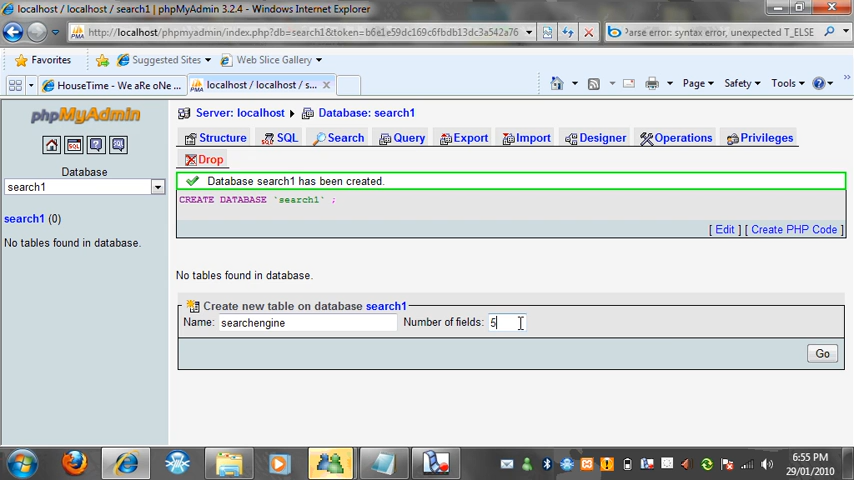 localhost / localhost / search1 | phpMyAdmin 3.2.4 - Windows Internet Explorer
http://localhost/phpmyadmin/index.php?db=search1&token=b6e1e59dc169c6fbdb13dc3a542a76
Parse error: syntax error, unexpected T_ELSE
Favorites Suggested Sites Web Slice Gallery
HouseTime - We aRe oNe ... localhost / localhost / s... Page Safety Tools
phpMyAdmin
Server: localhost Database: search1
Structure SQL Search Query Export Import Designer Operations Privileges
Drop
Database
search1
search1 (0)
No tables found in database.
Database search1 has been created.
CREATE DATABASE `search1` ;
[ Edit ] [ Create PHP Code ]
No tables found in database.
Create new table on database search1
Name: searchengine Number of fields: 5
Go
6:55 PM
29/01/2010